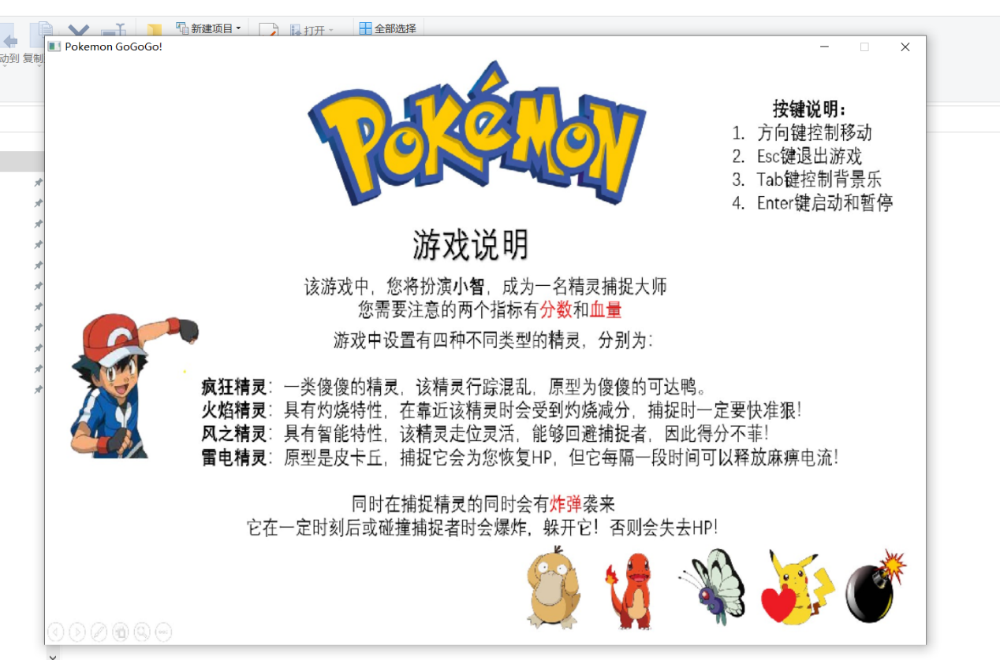 新建项目
打开
全部选择
动到 复制
Pokemon GoGoGo!
POKéMON
按键说明：
1. 方向键控制移动
2. Esc键退出游戏
3. Tab键控制背景乐
4. Enter键启动和暂停
游戏说明
该游戏中，您将扮演小智，成为一名精灵捕捉大师
您需要注意的两个指标有分数和血量
游戏中设置有四种不同类型的精灵，分别为：
疯狂精灵：一类傻傻的精灵，该精灵行踪混乱，原型为傻傻的可达鸭。
火焰精灵：具有灼烧特性，在靠近该精灵时会受到灼烧减分，捕捉时一定要快准狠！
风之精灵：具有智能特性，该精灵走位灵活，能够回避捕捉者，因此得分不菲！
雷电精灵：原型是皮卡丘，捕捉它会为您恢复HP，但它每隔一段时间可以释放麻痹电流！
同时在捕捉精灵的同时会有炸弹袭来
它在一定时刻后或碰撞捕捉者时会爆炸，躲开它！否则会失去HP！